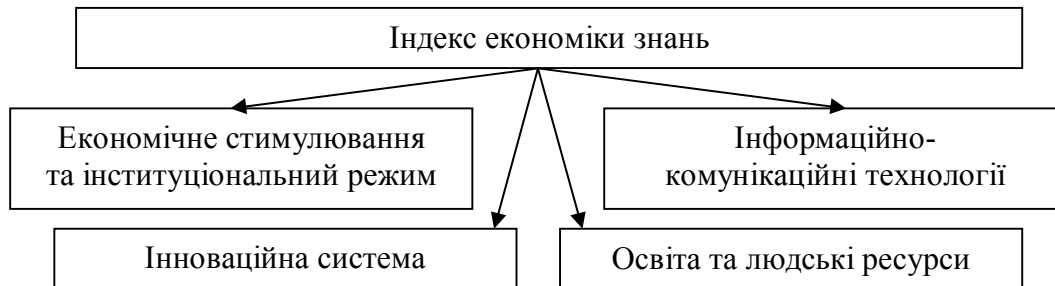 Індекс економіки знань
Економічне стимулювання
та інституціональний режим
Інформаційно-
комунікаційні технології
Інноваційна система
Освіта та людські ресурси